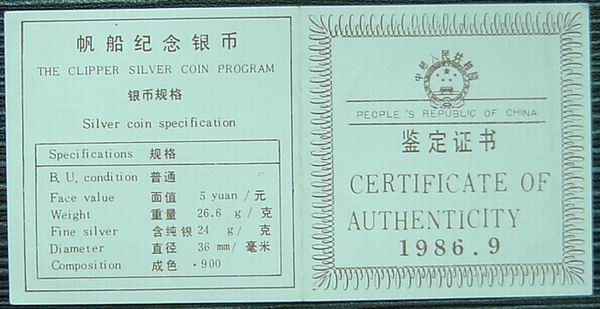 帆船纪念银币
THE CLIPPER SILVER COIN PROGRAM
银币规格
Silver coin specification
Specifications 规格
B. U. condition 普通
Face value 面值 5 yuan / 元
Weight 重量 26.6 g / 克
Fine silver 含纯银 24 g / 克
Diameter 直径 36 mm / 毫米
Composition 成色 .900
中华人民共和国
PEOPLE'S REPUBLIC OF CHINA
鉴定证书
CERTIFICATE OF
AUTHENTICITY
1986.9